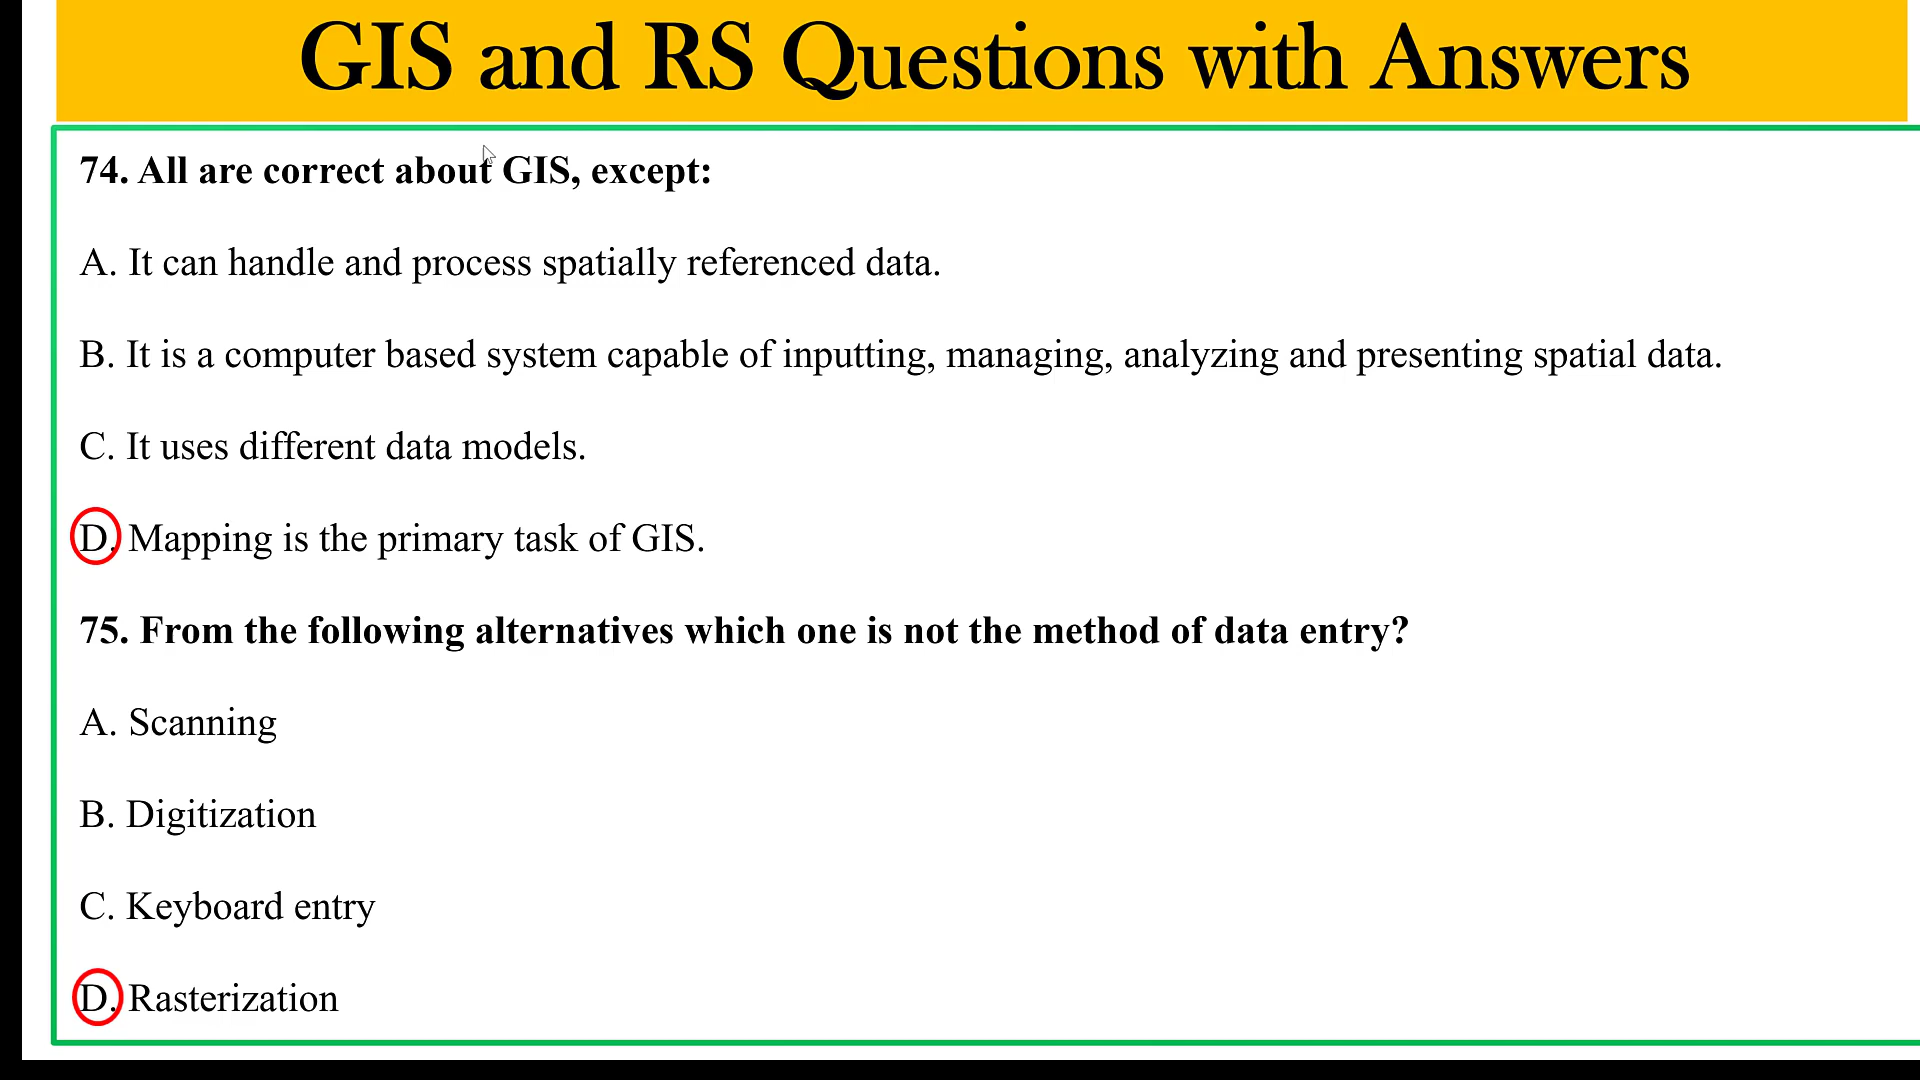 GIS and RS Questions with Answers
74. All are correct about GIS, except:
A. It can handle and process spatially referenced data.
B. It is a computer based system capable of inputting, managing, analyzing and presenting spatial data.
C. It uses different data models.
D. Mapping is the primary task of GIS.
75. From the following alternatives which one is not the method of data entry?
A. Scanning
B. Digitization
C. Keyboard entry
D. Rasterization